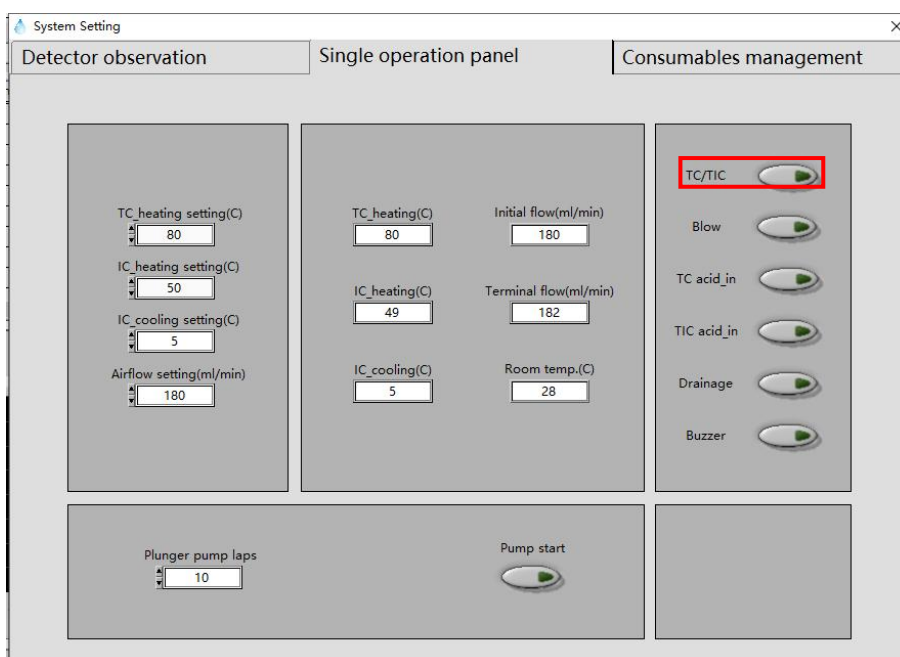 System Setting
Detector observation
Single operation panel
Consumables management
TC_heating setting(C)
80
IC_heating setting(C)
50
IC_cooling setting(C)
5
Airflow setting(ml/min)
180
TC_heating(C)
80
Initial flow(ml/min)
180
IC_heating(C)
49
Terminal flow(ml/min)
182
IC_cooling(C)
5
Room temp.(C)
28
TC/TIC
Blow
TC acid_in
TIC acid_in
Drainage
Buzzer
Plunger pump laps
10
Pump start